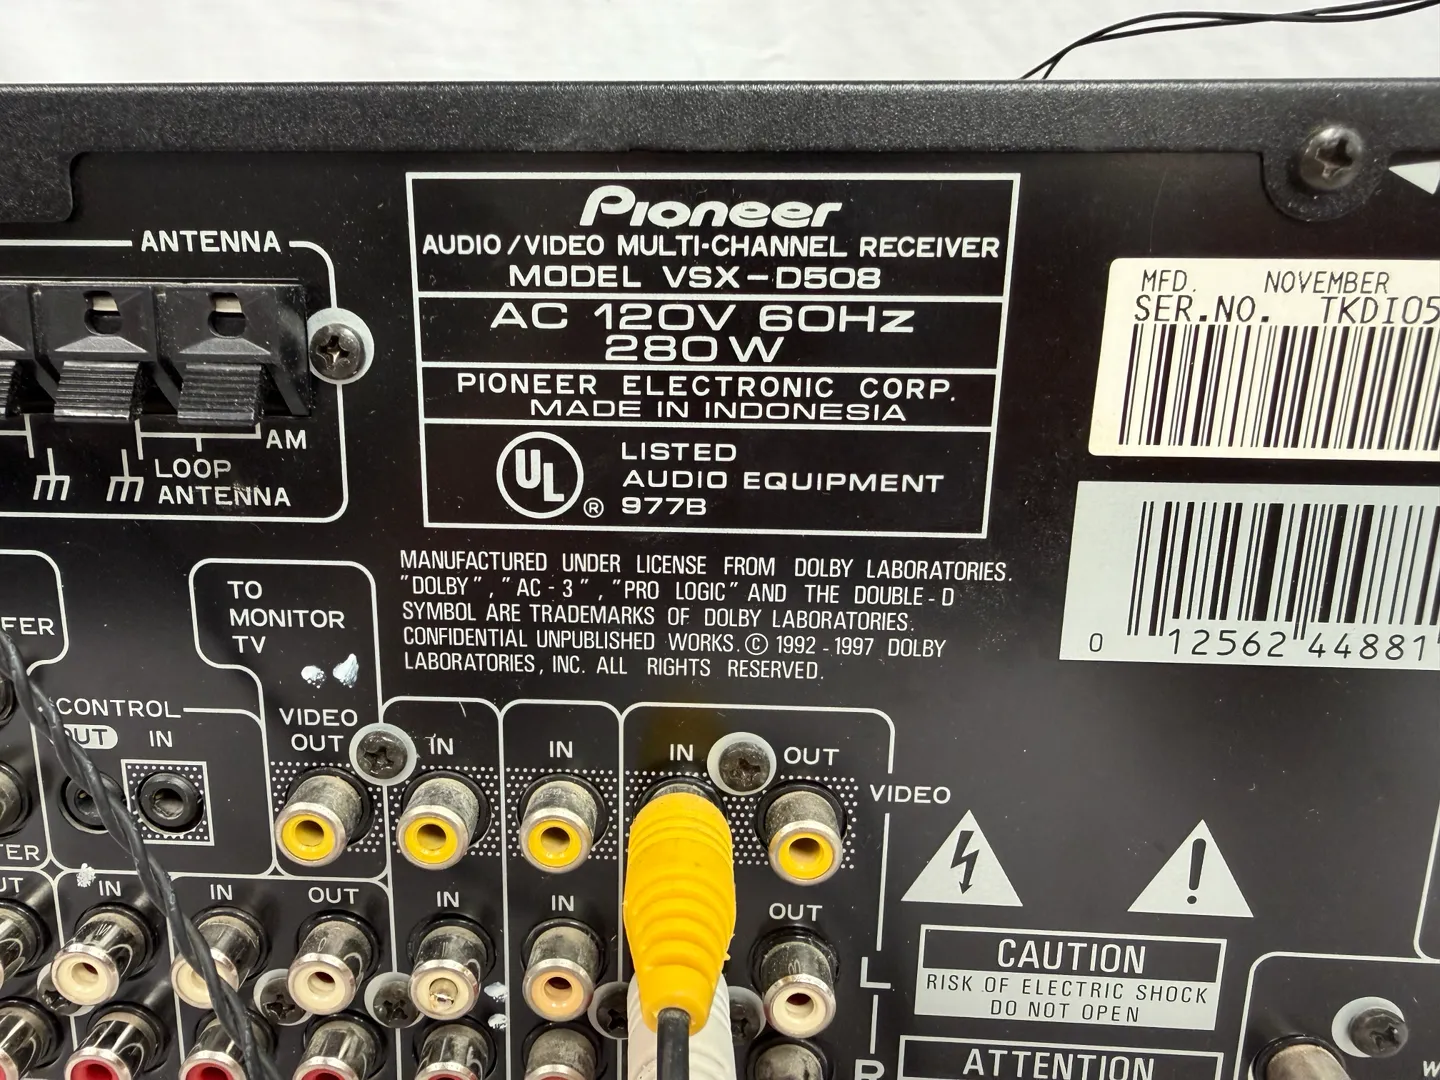 Pioneer
AUDIO/VIDEO MULTI-CHANNEL RECEIVER
MODEL VSX-D508
AC 120V 60Hz
280W
PIONEER ELECTRONIC CORP.
MADE IN INDONESIA
UL ®
LISTED
AUDIO EQUIPMENT
977B
ANTENNA
AM
LOOP
ANTENNA
MFD. NOVEMBER
SER.NO. TKDI05
0 12562 44881
MANUFACTURED UNDER LICENSE FROM DOLBY LABORATORIES.
"DOLBY", "AC-3", "PRO LOGIC" AND THE DOUBLE-D
SYMBOL ARE TRADEMARKS OF DOLBY LABORATORIES.
CONFIDENTIAL UNPUBLISHED WORKS. © 1992-1997 DOLBY
LABORATORIES, INC. ALL RIGHTS RESERVED.
TO
MONITOR
TV
CONTROL
OUT IN
VIDEO
OUT
IN
IN
IN
OUT
VIDEO
IN
IN
OUT
IN
IN
OUT
L
R
CAUTION
RISK OF ELECTRIC SHOCK
DO NOT OPEN
ATTENTION